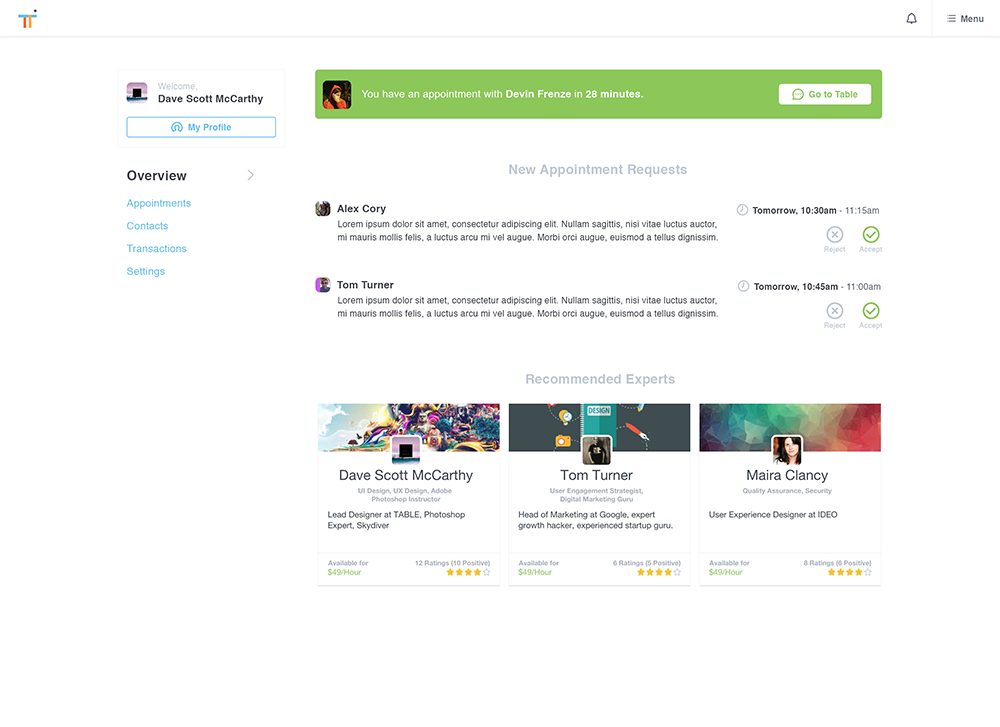 Menu
Welcome,
Dave Scott McCarthy
My Profile
Overview
Appointments
Contacts
Transactions
Settings
You have an appointment with Devin Frenze in 28 minutes.
Go to Table
New Appointment Requests
Alex Cory
Lorem ipsum dolor sit amet, consectetur adipiscing elit. Nullam sagittis, nisi vitae luctus auctor,
mi mauris mollis felis, a luctus arcu mi vel augue. Morbi orci augue, euismod a tellus dignissim.
Tomorrow, 10:30am - 11:15am
Reject
Accept
Tom Turner
Lorem ipsum dolor sit amet, consectetur adipiscing elit. Nullam sagittis, nisi vitae luctus auctor,
mi mauris mollis felis, a luctus arcu mi vel augue. Morbi orci augue, euismod a tellus dignissim.
Tomorrow, 10:45am - 11:00am
Reject
Accept
Recommended Experts
Dave Scott McCarthy
UI Design, UX Design, Adobe
Photoshop Instructor
Lead Designer at TABLE, Photoshop
Expert, Skydiver
Available for
$49/Hour
12 Ratings (10 Positive)
DESIGN
Tom Turner
User Engagement Strategist,
Digital Marketing Guru
Head of Marketing at Google, expert
growth hacker, experienced startup guru.
Available for
$49/Hour
6 Ratings (5 Positive)
Maira Clancy
Quality Assurance, Security
User Experience Designer at IDEO
Available for
$49/Hour
8 Ratings (6 Positive)